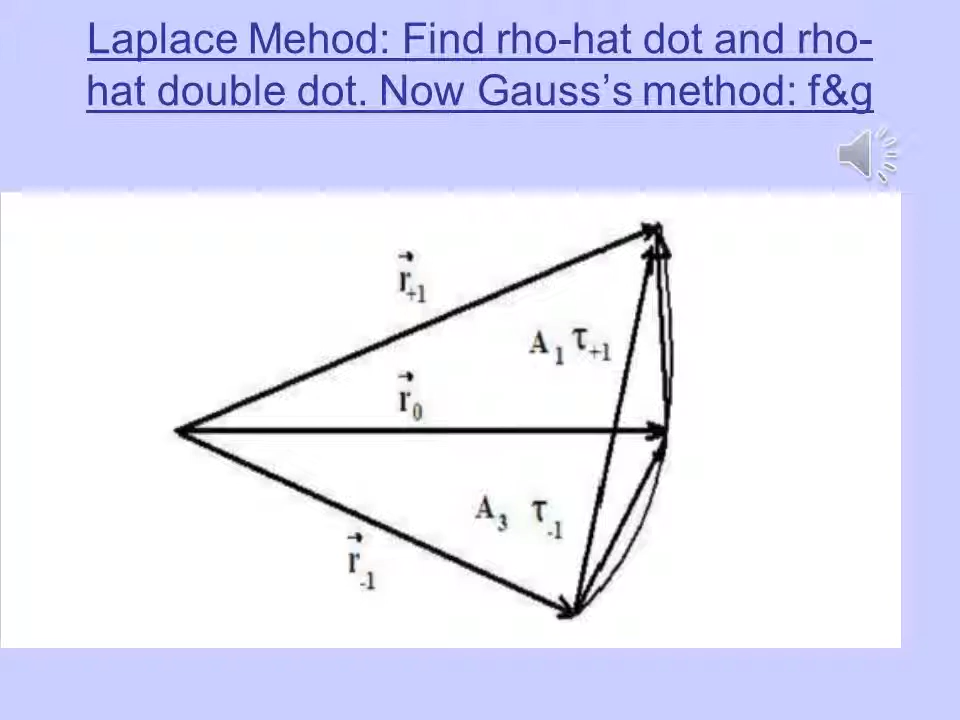 Laplace Mehod: Find rho-hat dot and rho-
hat double dot. Now Gauss’s method: f&g
r⃗₊₁
A₁ τ₊₁
r⃗₀
A₃ τ₋₁
r⃗₋₁